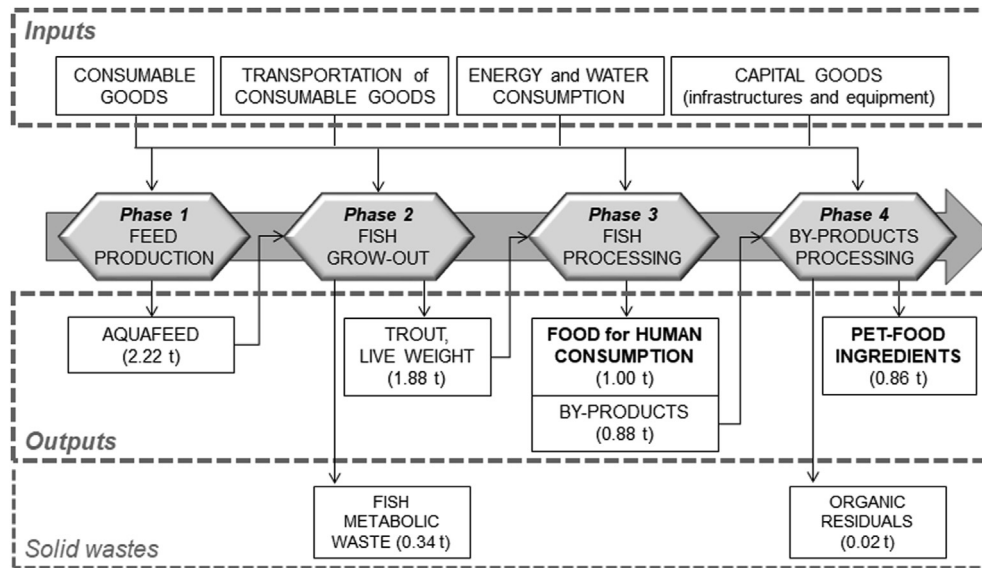 Inputs
CONSUMABLE
GOODS
TRANSPORTATION of
CONSUMABLE GOODS
ENERGY and WATER
CONSUMPTION
CAPITAL GOODS
(infrastructures and equipment)
Phase 1
FEED
PRODUCTION
Phase 2
FISH
GROW-OUT
Phase 3
FISH
PROCESSING
Phase 4
BY-PRODUCTS
PROCESSING
AQUAFEED
(2.22 t)
TROUT,
LIVE WEIGHT
(1.88 t)
FOOD for HUMAN
CONSUMPTION
(1.00 t)
BY-PRODUCTS
(0.88 t)
PET-FOOD
INGREDIENTS
(0.86 t)
Outputs
FISH
METABOLIC
WASTE (0.34 t)
ORGANIC
RESIDUALS
(0.02 t)
Solid wastes